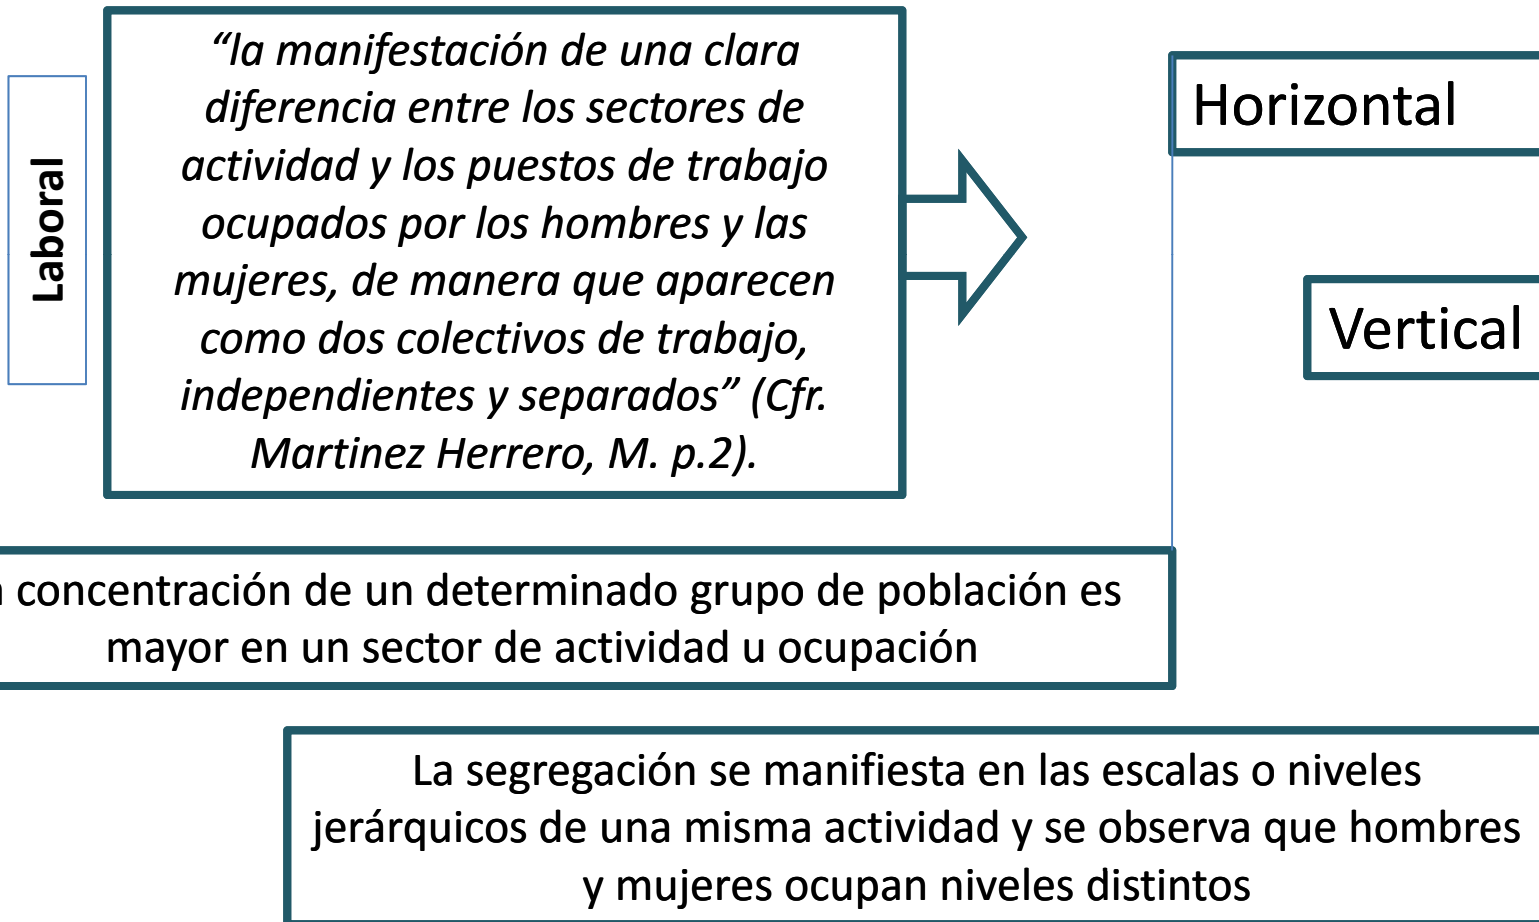 Laboral
“la manifestación de una clara
diferencia entre los sectores de
actividad y los puestos de trabajo
ocupados por los hombres y las
mujeres, de manera que aparecen
como dos colectivos de trabajo,
independientes y separados” (Cfr.
Martinez Herrero, M. p.2).
Horizontal
Vertical
concentración de un determinado grupo de población es
mayor en un sector de actividad u ocupación
La segregación se manifiesta en las escalas o niveles
jerárquicos de una misma actividad y se observa que hombres
y mujeres ocupan niveles distintos